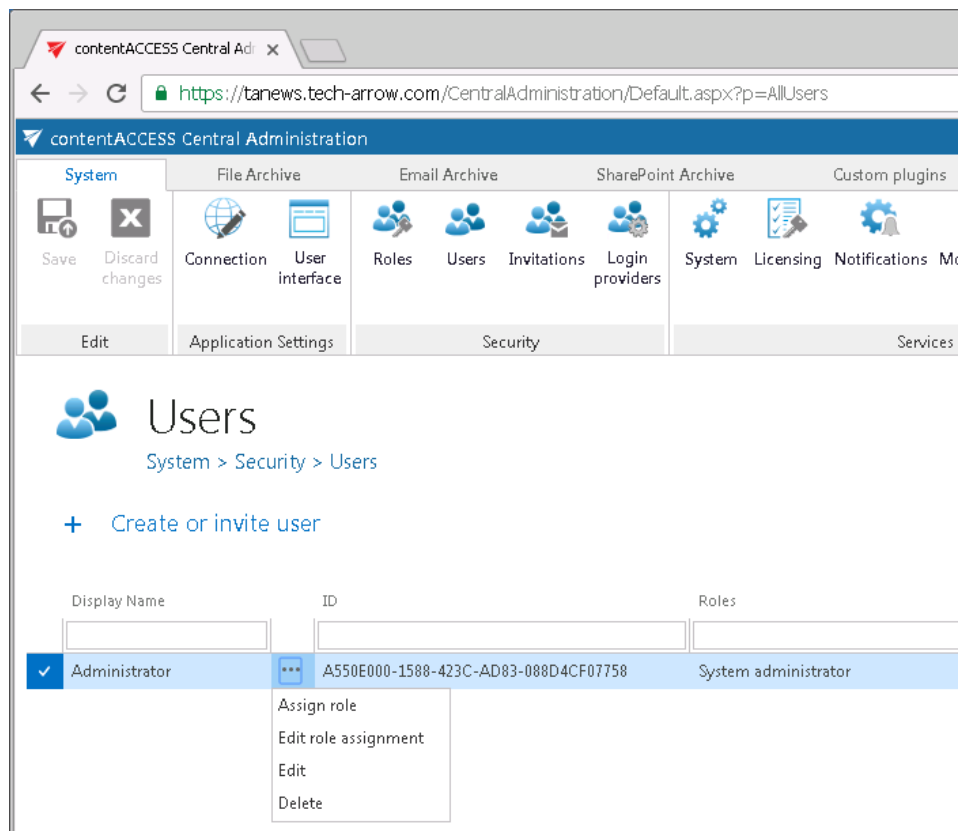 contentACCESS Central Adr
https://tanews.tech-arrow.com/CentralAdministration/Default.aspx?p=AllUsers
contentACCESS Central Administration
System File Archive Email Archive SharePoint Archive Custom plugins
Save Discard changes Connection User interface Roles Users Invitations Login providers System Licensing Notifications
Edit Application Settings Security Services
Users
System > Security > Users
+ Create or invite user
Display Name ID Roles
Administrator ... A550E000-1588-423C-AD83-088D4CF07758 System administrator
Assign role
Edit role assignment
Edit
Delete